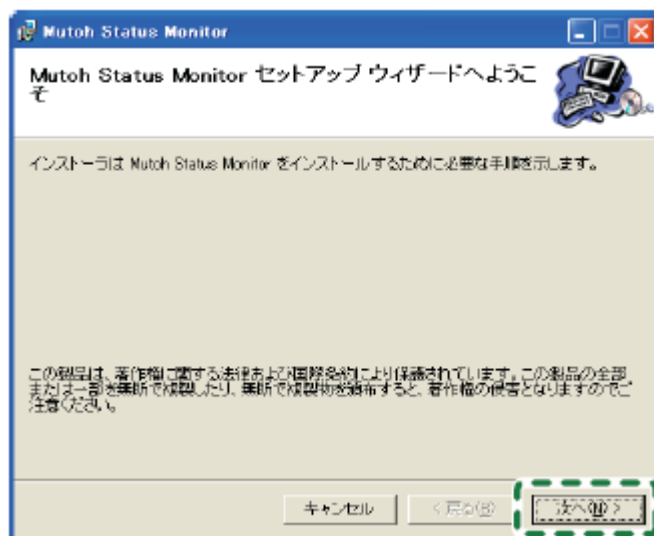 Mutoh Status Monitor
Mutoh Status Monitor セットアップ ウィザードへようこ
そ
インストーラは Mutoh Status Monitor をインストールするために必要な手順を示します。
この製品は、著作権に関する法律および国際条約により保護されています。この製品の全部
または一部を無断で複製したり、無断で複製物を頒布すると、著作権の侵害となりますのでご
注意ください。
キャンセル
< 戻る(B)
次へ(N) >